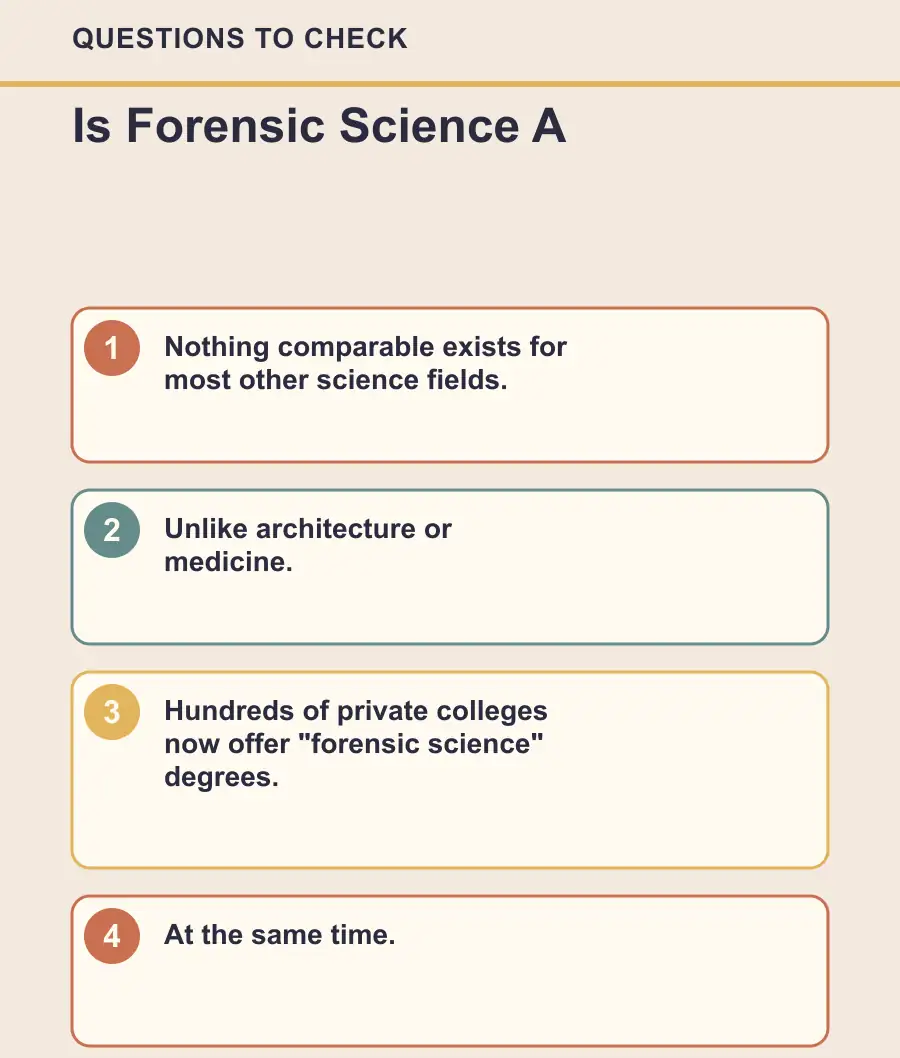 QUESTIONS TO CHECK
Is Forensic Science A
1
Nothing comparable exists for
most other science fields.
2
Unlike architecture or
medicine.
3
Hundreds of private colleges
now offer "forensic science"
degrees.
4
At the same time.